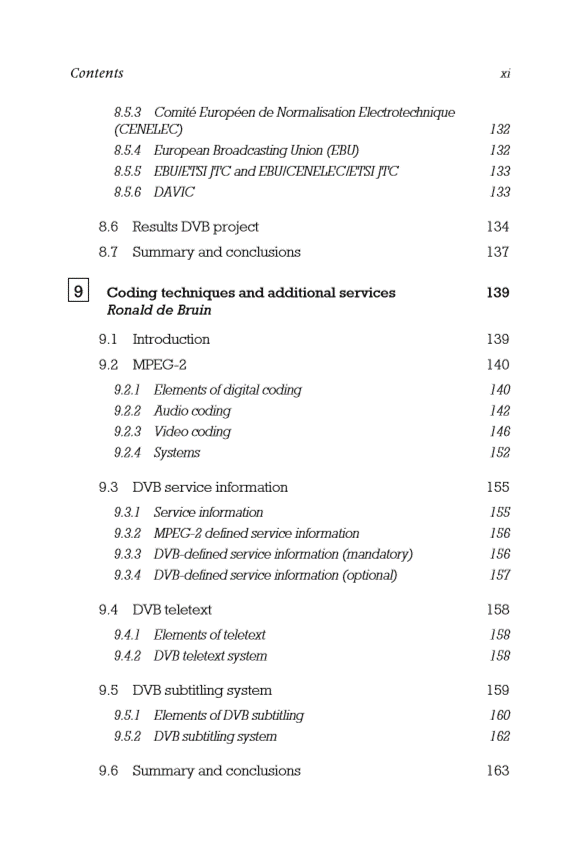 Contents xi
8.5.3 Comité Européen de Normalisation Electrotechnique
(CENELEC) 132
8.5.4 European Broadcasting Union (EBU) 132
8.5.5 EBU/ETSI JTC and EBU/CENELEC/ETSI JTC 133
8.5.6 DAVIC 133
8.6 Results DVB project 134
8.7 Summary and conclusions 137
9 Coding techniques and additional services 139
Ronald de Bruin
9.1 Introduction 139
9.2 MPEG-2 140
9.2.1 Elements of digital coding 140
9.2.2 Audio coding 142
9.2.3 Video coding 146
9.2.4 Systems 152
9.3 DVB service information 155
9.3.1 Service information 155
9.3.2 MPEG-2 defined service information 156
9.3.3 DVB-defined service information (mandatory) 156
9.3.4 DVB-defined service information (optional) 157
9.4 DVB teletext 158
9.4.1 Elements of teletext 158
9.4.2 DVB teletext system 158
9.5 DVB subtitling system 159
9.5.1 Elements of DVB subtitling 160
9.5.2 DVB subtitling system 162
9.6 Summary and conclusions 163